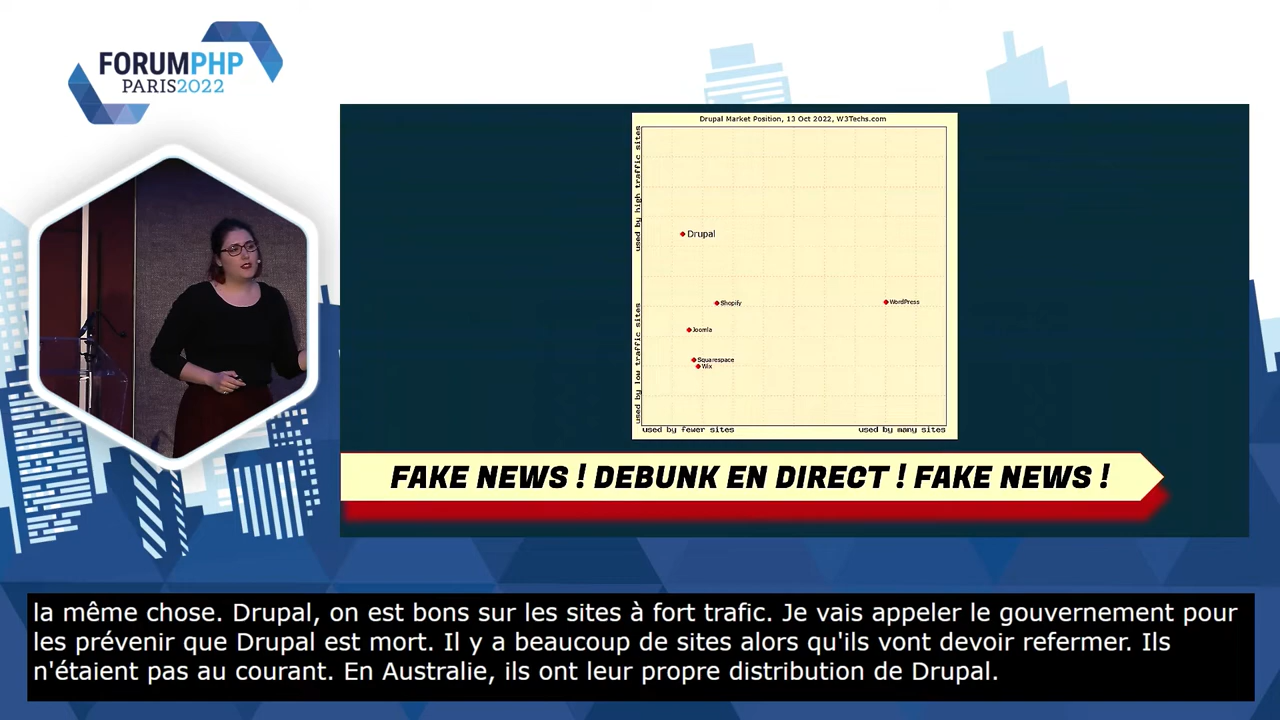 FORUMPHP
PARIS2022
Drupal Market Position, 13 Oct 2022, W3Techs.com
used by high traffic sites
used by low traffic sites
Drupal
Shopify
WordPress
Joomla
Squarespace
Wix
used by fewer sites
used by many sites
FAKE NEWS ! DEBUNK EN DIRECT ! FAKE NEWS !
la même chose. Drupal, on est bons sur les sites à fort trafic. Je vais appeler le gouvernement pour
les prévenir que Drupal est mort. Il y a beaucoup de sites alors qu'ils vont devoir refermer. Ils
n'étaient pas au courant. En Australie, ils ont leur propre distribution de Drupal.